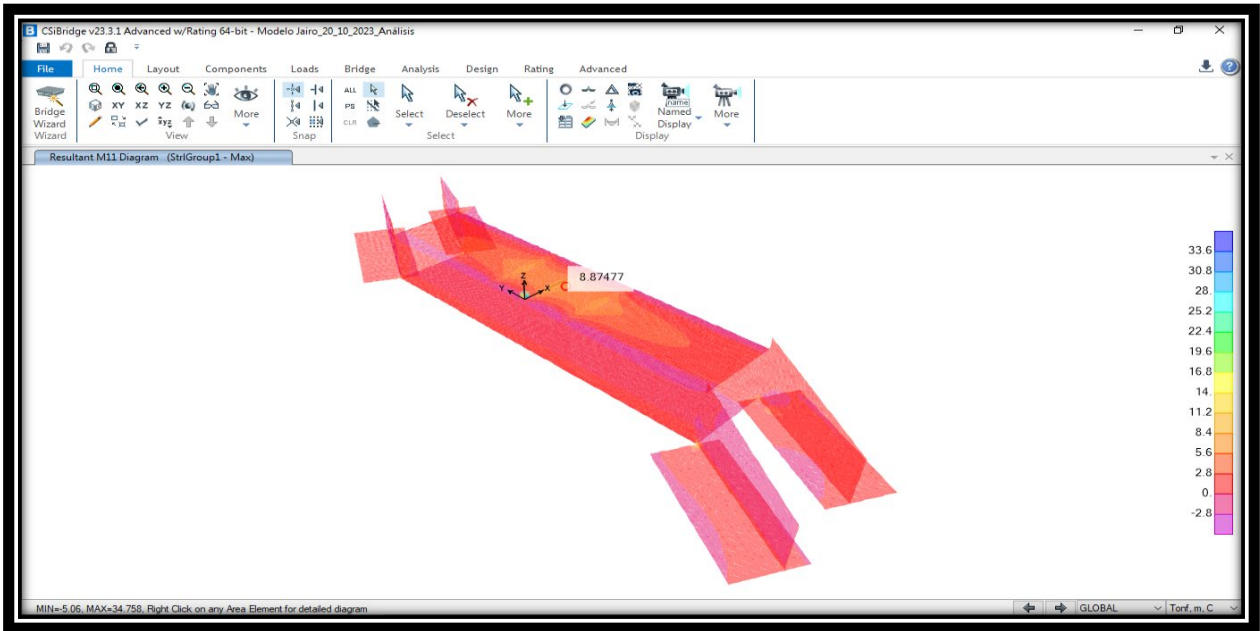 B CSiBridge v23.3.1 Advanced w/Rating 64-bit - Modelo Jairo_20_10_2023_Análisis
File Home Layout Components Loads Bridge Analysis Design Rating Advanced
Bridge Wizard
Wizard
XY XZ YZ
xyz
More
View
Snap
ALL
PS
CLR
Select Deselect More
Select
name
Named Display
More
Display
Resultant M11 Diagram (StrlGroup1 - Max)
8.87477
Z
Y X
33.6
30.8
28.
25.2
22.4
19.6
16.8
14.
11.2
8.4
5.6
2.8
0.
-2.8
MIN=-5.06, MAX=34.758, Right Click on any Area Element for detailed diagram
GLOBAL Tonf, m, C